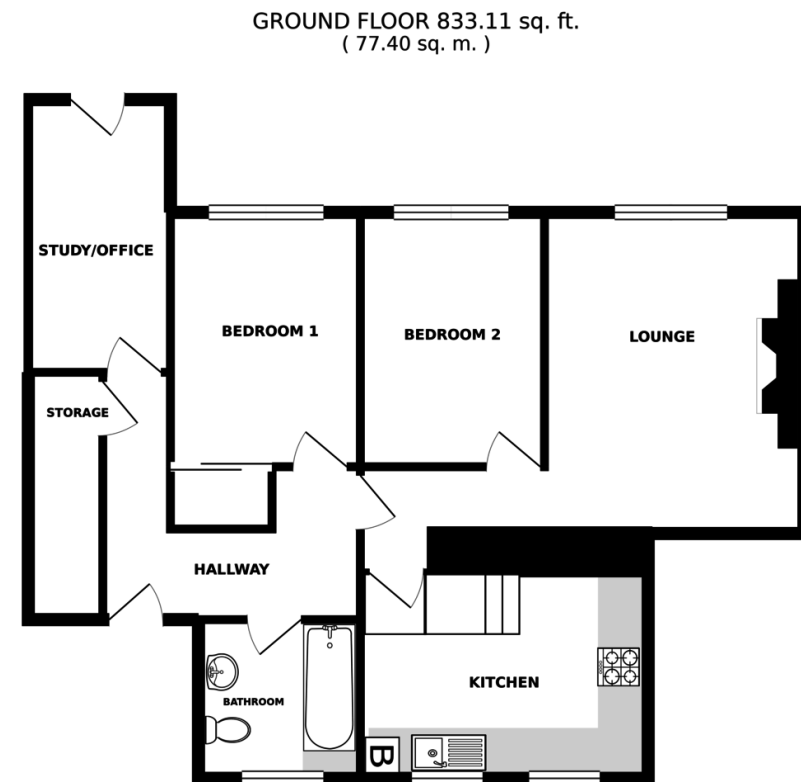 GROUND FLOOR 833.11 sq. ft.
( 77.40 sq. m. )
STUDY/OFFICE
BEDROOM 1
BEDROOM 2
LOUNGE
STORAGE
HALLWAY
KITCHEN
BATHROOM
B